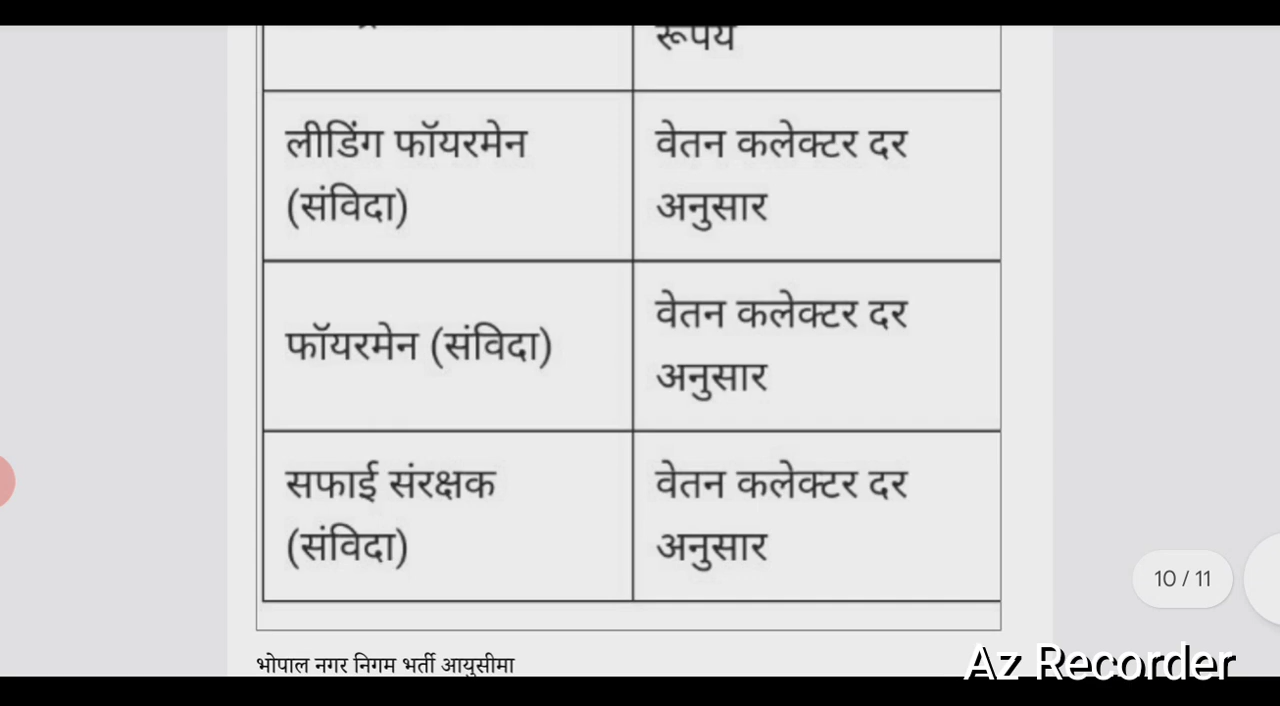 रूपये
लीडिंग फॉयरमेन
(संविदा)
वेतन कलेक्टर दर
अनुसार
फॉयरमेन (संविदा)
वेतन कलेक्टर दर
अनुसार
सफाई संरक्षक
(संविदा)
वेतन कलेक्टर दर
अनुसार
10 / 11
भोपाल नगर निगम भर्ती आयुसीमा
Az Recorder